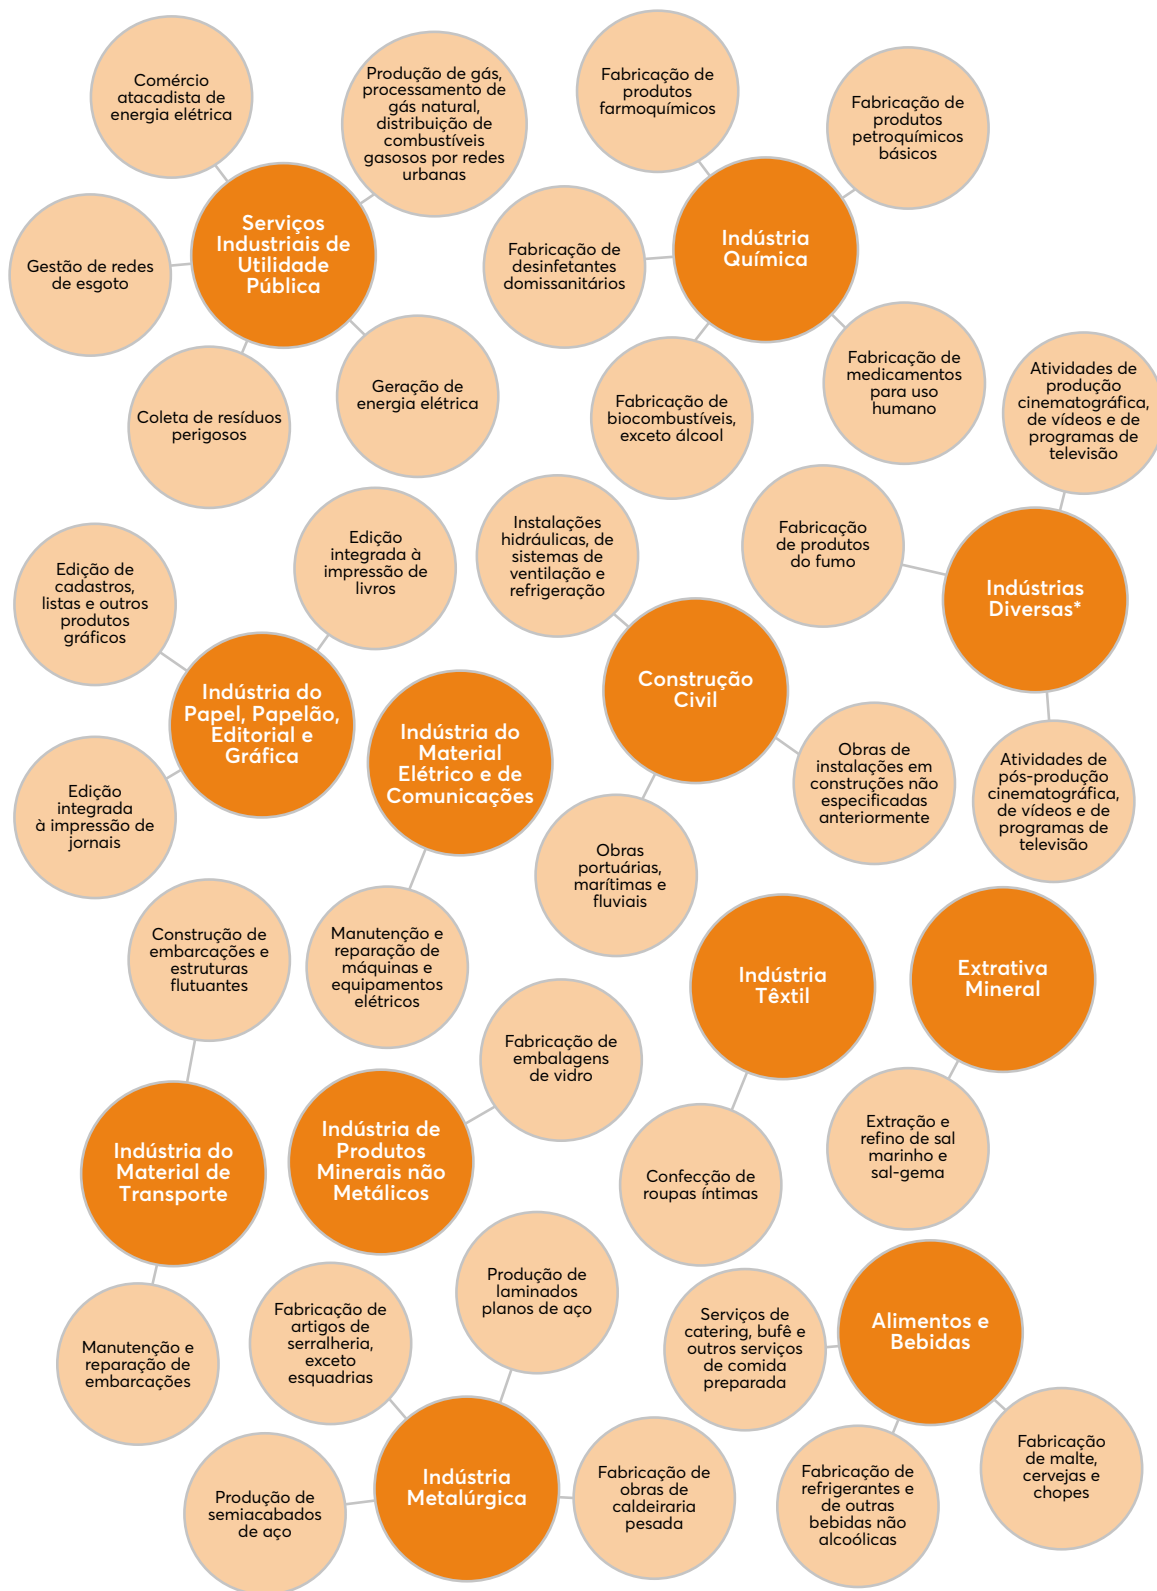 Comércio
atacadista de
energia elétrica
Produção de gás,
processamento de
gás natural,
distribuição de
combustíveis
gasosos por redes
urbanas
Serviços
Industriais de
Utilidade
Pública
Gestão de redes
de esgoto
Coleta de resíduos
perigosos
Geração de
energia elétrica
Fabricação de
produtos
farmoquímicos
Fabricação de
produtos
petroquímicos
básicos
Indústria
Química
Fabricação de
desinfetantes
domissanitários
Fabricação de
biocombustíveis,
exceto álcool
Fabricação de
medicamentos
para uso
humano
Atividades de
produção
cinematográfica,
de vídeos e de
programas de
televisão
Fabricação
de produtos
do fumo
Indústrias
Diversas*
Atividades de
pós-produção
cinematográfica,
de vídeos e de
programas de
televisão
Edição de
cadastros,
listas e outros
produtos
gráficos
Edição
integrada à
impressão de
livros
Indústria do
Papel, Papelão,
Editorial e
Gráfica
Edição
integrada
à impressão de
jornais
Instalações
hidráulicas, de
sistemas de
ventilação e
refrigeração
Construção
Civil
Obras de
instalações em
construções não
especificadas
anteriormente
Obras
portuárias,
marítimas e
fluviais
Indústria do
Material
Elétrico e de
Comunicações
Manutenção e
reparação de
máquinas e
equipamentos
elétricos
Construção de
embarcações e
estruturas
flutuantes
Indústria do
Material de
Transporte
Manutenção e
reparação de
embarcações
Fabricação de
embalagens
de vidro
Indústria de
Produtos
Minerais não
Metálicos
Indústria
Têxtil
Confecção de
roupas íntimas
Extrativa
Mineral
Extração e
refino de sal
marinho e
sal-gema
Produção de
laminados
planos de aço
Fabricação de
artigos de
serralheria,
exceto
esquadrias
Indústria
Metalúrgica
Produção de
semiacabados
de aço
Fabricação de
obras de
caldeiraria
pesada
Serviços de
catering, bufê e
outros serviços
de comida
preparada
Alimentos e
Bebidas
Fabricação de
refrigerantes e
de outras
bebidas não
alcoólicas
Fabricação
de malte,
cervejas e
chopes